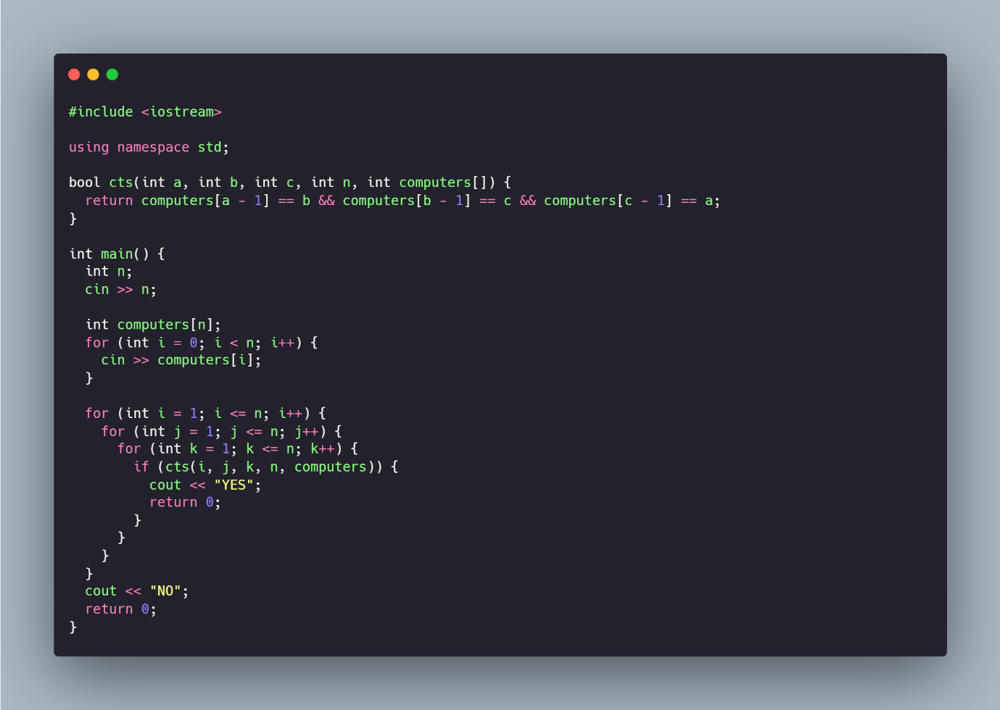 #include <iostream>
using namespace std;
bool cts(int a, int b, int c, int n, int computers[]) {
  return computers[a - 1] == b && computers[b - 1] == c && computers[c - 1] == a;
}
int main() {
  int n;
  cin >> n;
  int computers[n];
  for (int i = 0; i < n; i++) {
    cin >> computers[i];
  }
  for (int i = 1; i <= n; i++) {
    for (int j = 1; j <= n; j++) {
      for (int k = 1; k <= n; k++) {
        if (cts(i, j, k, n, computers)) {
          cout << "YES";
          return 0;
        }
      }
    }
  }
  cout << "NO";
  return 0;
}